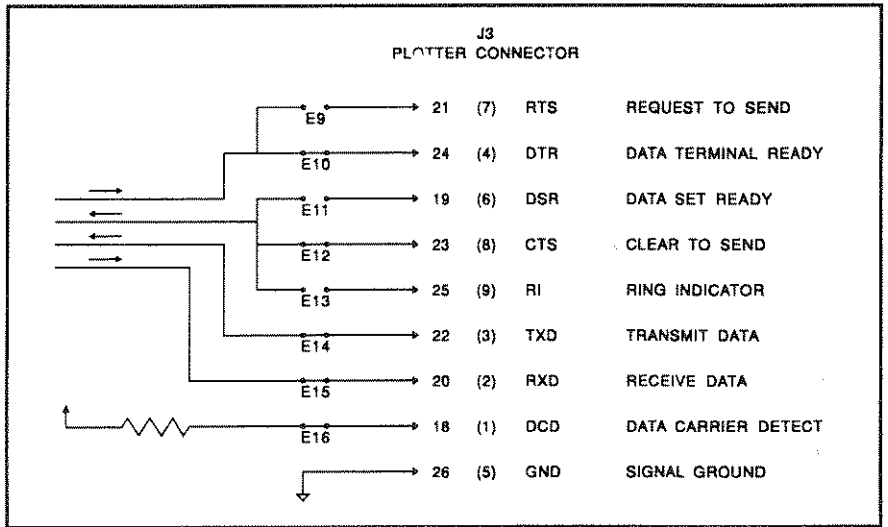 J3
PLOTTER CONNECTOR
E9 21 (7) RTS REQUEST TO SEND
E10 24 (4) DTR DATA TERMINAL READY
E11 19 (6) DSR DATA SET READY
E12 23 (8) CTS CLEAR TO SEND
E13 25 (9) RI RING INDICATOR
E14 22 (3) TXD TRANSMIT DATA
E15 20 (2) RXD RECEIVE DATA
E16 18 (1) DCD DATA CARRIER DETECT
26 (5) GND SIGNAL GROUND